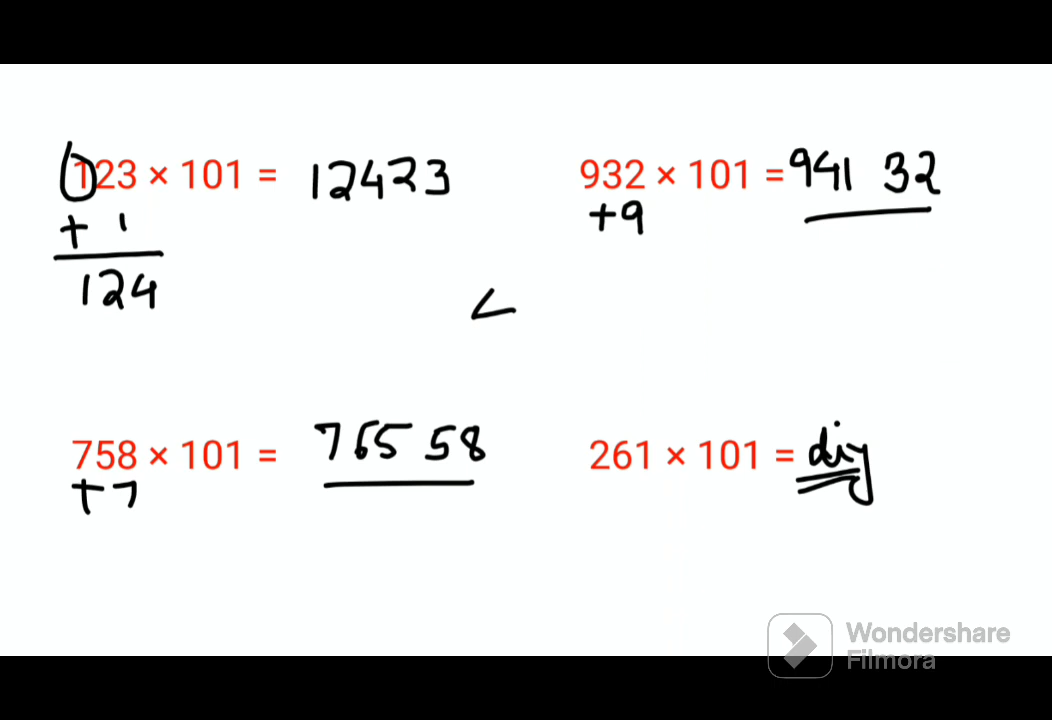 123 × 101 = 12423
+ 1
124
932 × 101 = 941 32
+9
<
758 × 101 = 765 58
+7
261 × 101 = diy
Wondershare
Filmora